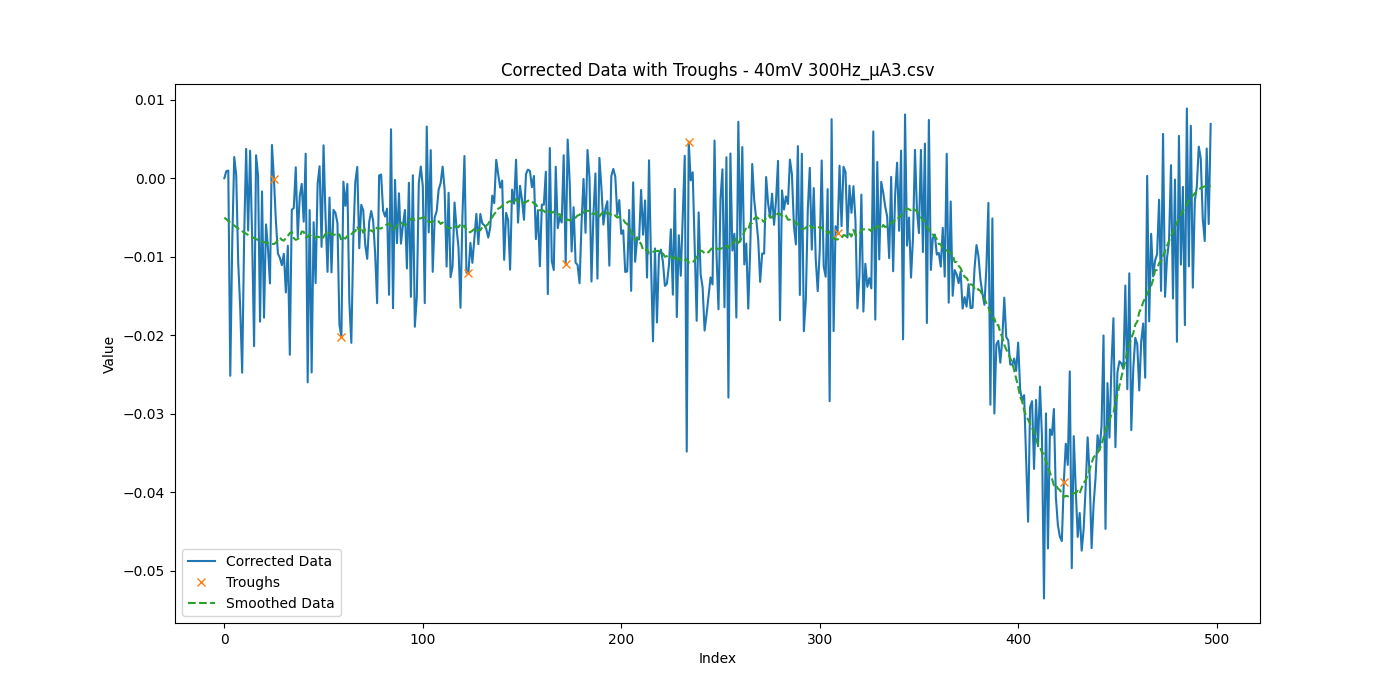 Corrected Data with Troughs - 40mV 300Hz_µA3.csv
0.01
0.00
−0.01
−0.02
−0.03
−0.04
−0.05
Value
Corrected Data
Troughs
Smoothed Data
0 100 200 300 400 500
Index